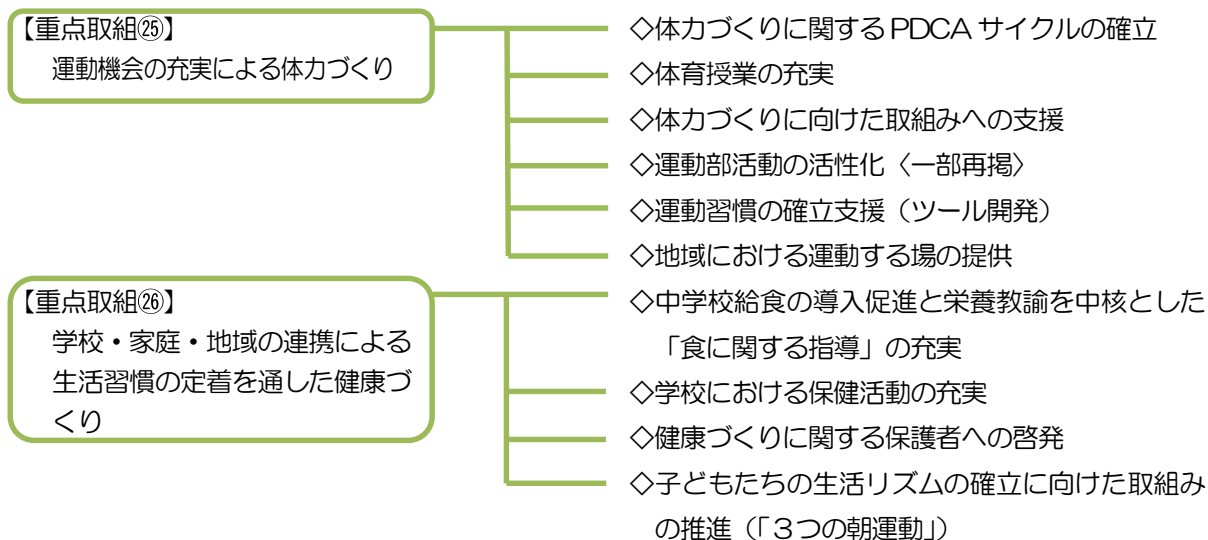 【重点取組㉕】
運動機会の充実による体力づくり
◇体力づくりに関するPDCAサイクルの確立
◇体育授業の充実
◇体力づくりに向けた取組みへの支援
◇運動部活動の活性化〈一部再掲〉
◇運動習慣の確立支援（ツール開発）
◇地域における運動する場の提供
【重点取組㉖】
学校・家庭・地域の連携による
生活習慣の定着を通した健康づ
くり
◇中学校給食の導入促進と栄養教諭を中核とした
「食に関する指導」の充実
◇学校における保健活動の充実
◇健康づくりに関する保護者への啓発
◇子どもたちの生活リズムの確立に向けた取組み
の推進（「３つの朝運動」）